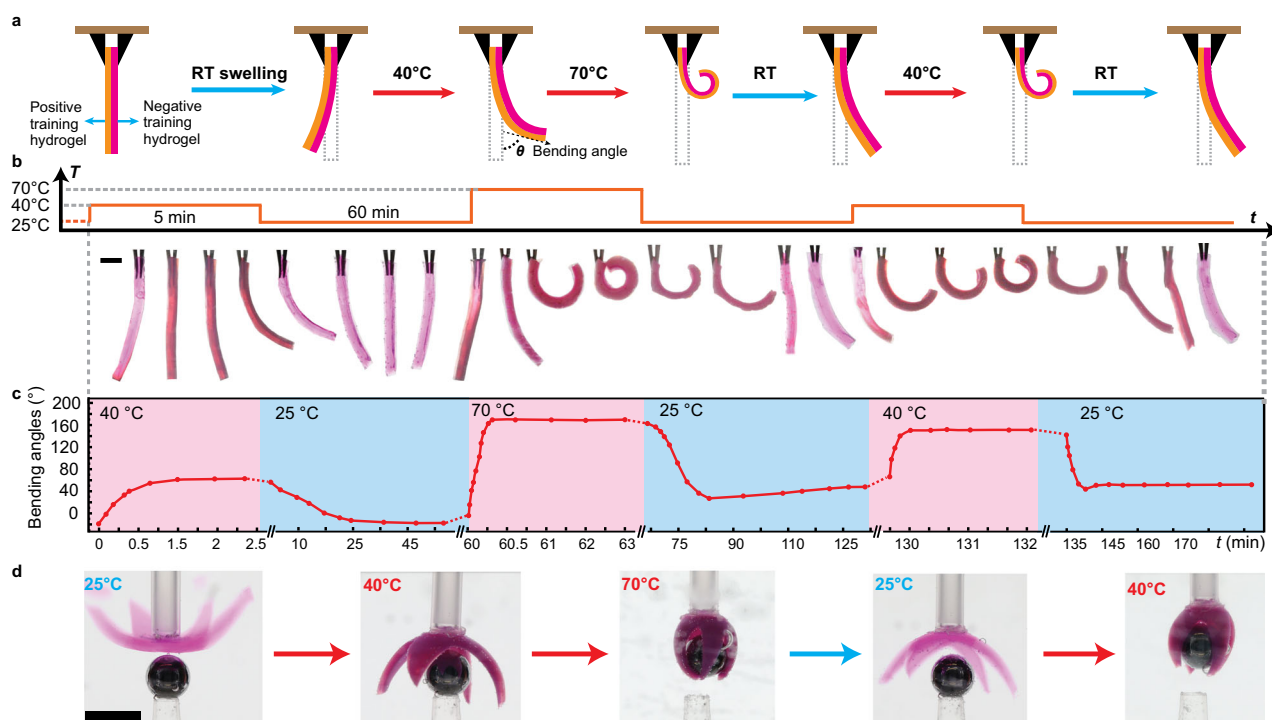 a
RT swelling
40°C
70°C
RT
40°C
RT
Positive
training
hydrogel
Negative
training
hydrogel
θ Bending angle
b
T
70°C
40°C
25°C
5 min
60 min
t
c
Bending angles (°)
200
160
120
80
40
0
40 °C
25 °C
70 °C
25 °C
40 °C
25 °C
0 0.5 1.5 2 2.5 10 25 45 60 60.5 61 62 63 75 90 110 125 130 131 132 135 145 160 170 t (min)
d
25°C
40°C
70°C
25°C
40°C